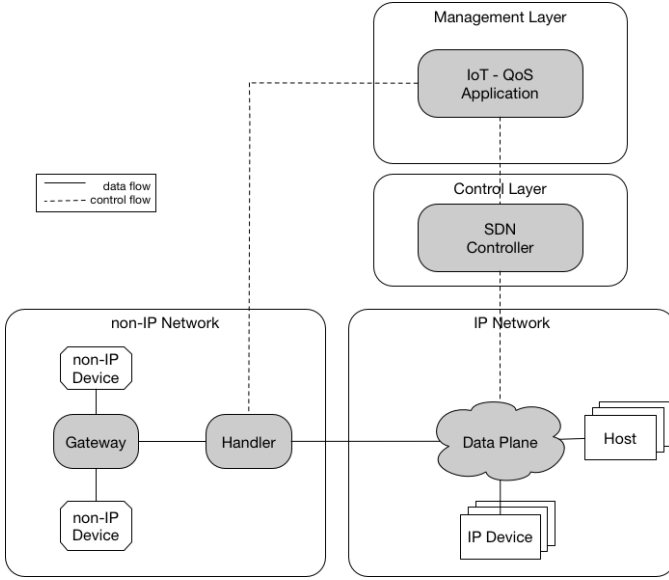 Management Layer
IoT - QoS
Application
data flow
control flow
Control Layer
SDN
Controller
non-IP Network
IP Network
non-IP
Device
Gateway
Handler
Data Plane
Host
non-IP
Device
IP Device